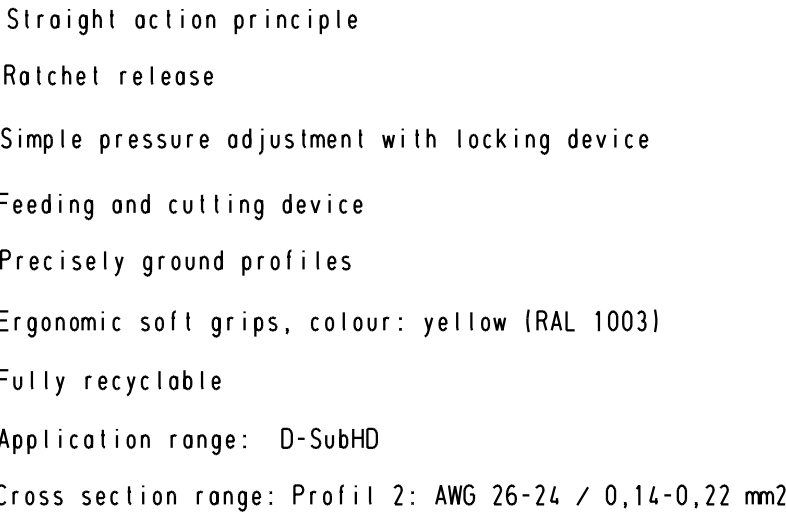 Straight action principle
Ratchet release
Simple pressure adjustment with locking device
Feeding and cutting device
Precisely ground profiles
Ergonomic soft grips, colour: yellow (RAL 1003)
Fully recyclable
Application range: D-SubHD
Cross section range: Profil 2: AWG 26-24 / 0,14-0,22 mm2